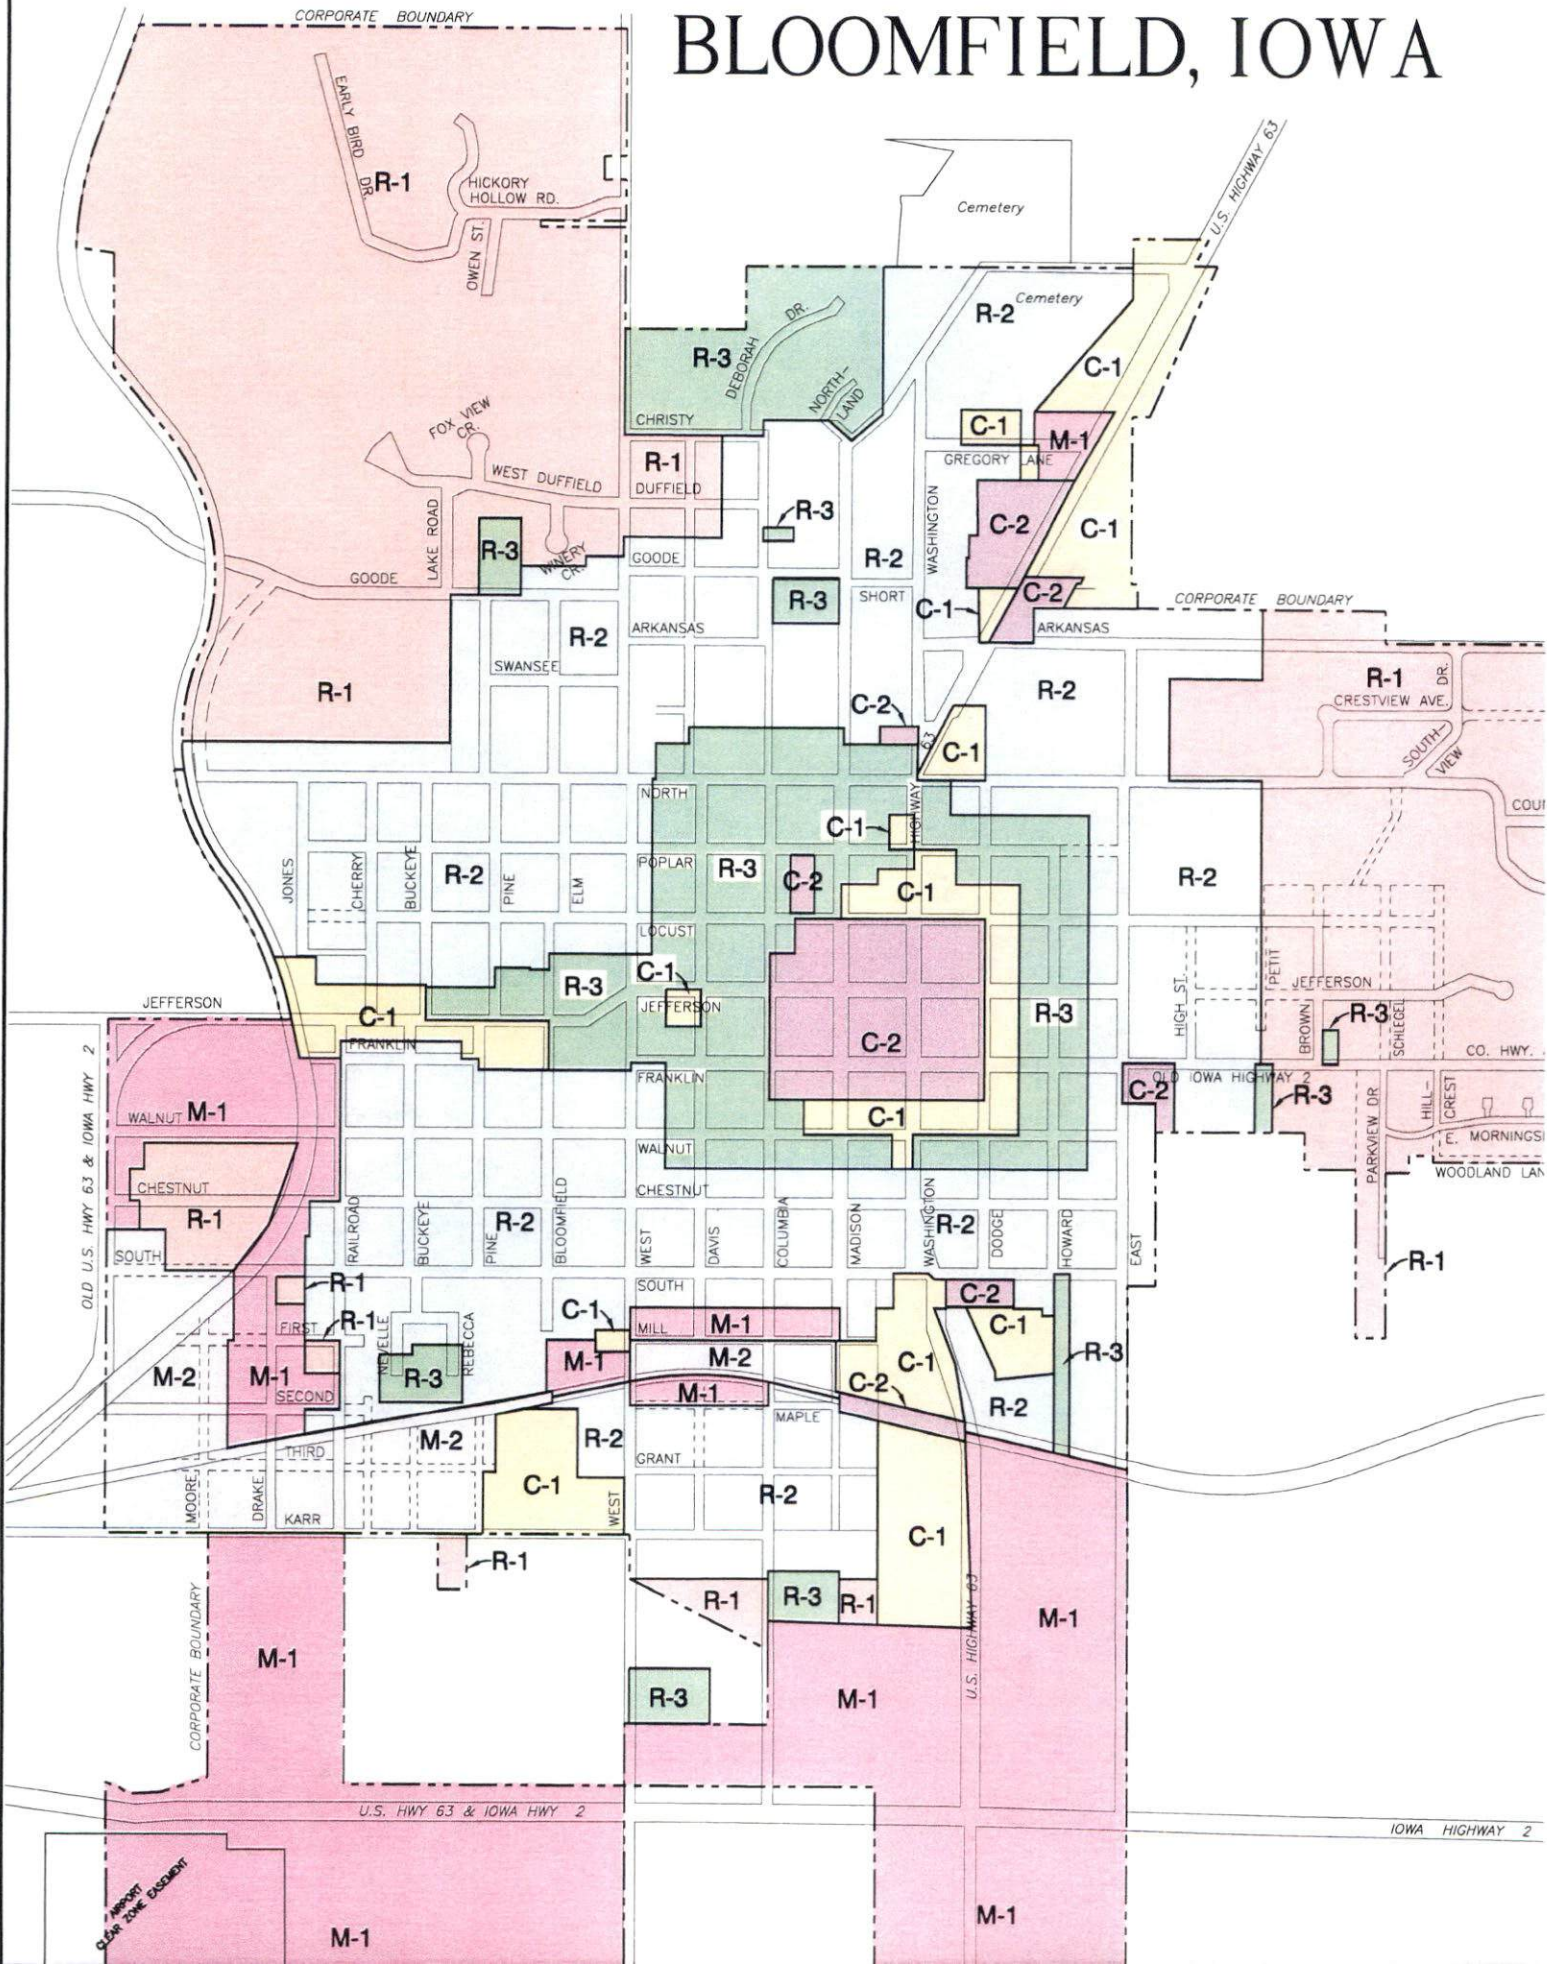 CORPORATE BOUNDARY
BLOOMFIELD, IOWA
EARLY BIRD
DR.
R-1
HICKORY
HOLLOW RD.
OWEN ST.
Cemetery
U.S. HIGHWAY 63
Cemetery
R-2
R-3
DEBORAH
DR.
NORTH-
LAND
CHRISTY
C-1
FOX VIEW
CR.
C-1
M-1
GREGORY LANE
R-1
DUFFIELD
WEST DUFFIELD
LAKE ROAD
R-3
WINERY
CR.
R-3
GOODE
R-2
WASHINGTON
C-2
C-1
GOODE
R-3
SHORT
C-1
C-2
CORPORATE BOUNDARY
R-2
ARKANSAS
ARKANSAS
SWANSEE
R-1
R-2
R-1
DR.
CRESTVIEW AVE.
C-2
63
C-1
SOUTH-
VIEW
NORTH
HIGHWAY
COU
C-1
JONES
CHERRY
BUCKEYE
R-2
PINE
ELM
POPLAR
R-3
C-2
C-1
R-2
LOCUST
C-1
R-3
JEFFERSON
JEFFERSON
C-1
FRANKLIN
C-2
R-3
HIGH ST.
PETIT
JEFFERSON
BROWN
R-3
SCHLEGEL
CO. HWY.
OLD U.S. HWY 63 & IOWA HWY 2
FRANKLIN
C-2
OLD IOWA HIGHWAY 2
R-3
WALNUT
M-1
C-1
PARKVIEW DR
HILL-
CREST
E. MORNINGS
WALNUT
WOODLAND LAN
CHESTNUT
R-1
CHESTNUT
SOUTH
RAILROAD
BUCKEYE
PINE
R-2
BLOOMFIELD
WEST
DAVIS
COLUMBIA
MADISON
WASHINGTON
R-2
DODGE
HOWARD
EAST
R-1
R-1
SOUTH
C-2
FIRST
R-1
C-1
MILL
M-1
C-1
NEVELLE
REBECCA
M-2
M-1
R-3
M-1
M-2
C-1
R-3
SECOND
M-1
C-2
R-2
MAPLE
M-2
R-2
THIRD
GRANT
C-1
R-2
MOORE
DRAKE
KARR
WEST
C-1
R-1
R-1
R-3
R-1
CORPORATE BOUNDARY
M-1
U.S. HIGHWAY 63
M-1
R-3
M-1
U.S. HWY 63 & IOWA HWY 2
IOWA HIGHWAY 2
AIRPORT
CLEAR ZONE EASEMENT
M-1
M-1